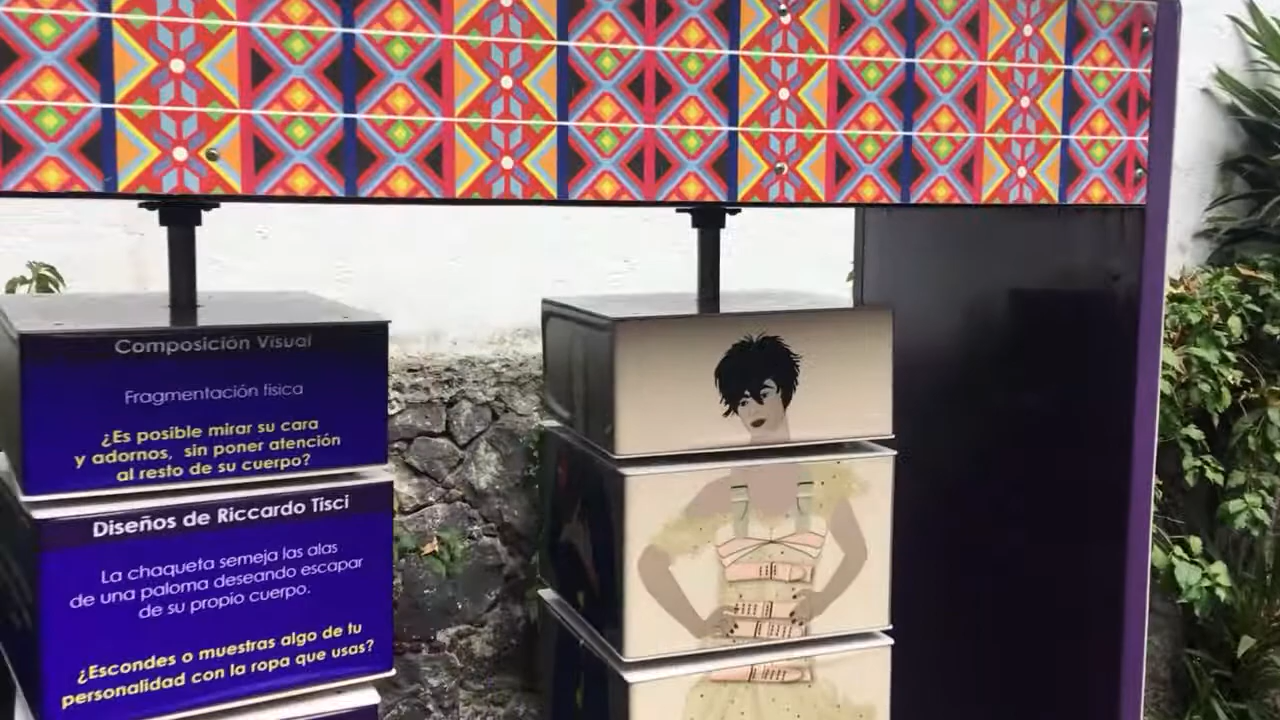 Composición Visual
Fragmentación física
¿Es posible mirar su cara
y adornos, sin poner atención
al resto de su cuerpo?
Diseños de Riccardo Tisci
La chaqueta semeja las alas
de una paloma deseando escapar
de su propio cuerpo.
¿Escondes o muestras algo de tu
personalidad con la ropa que usas?